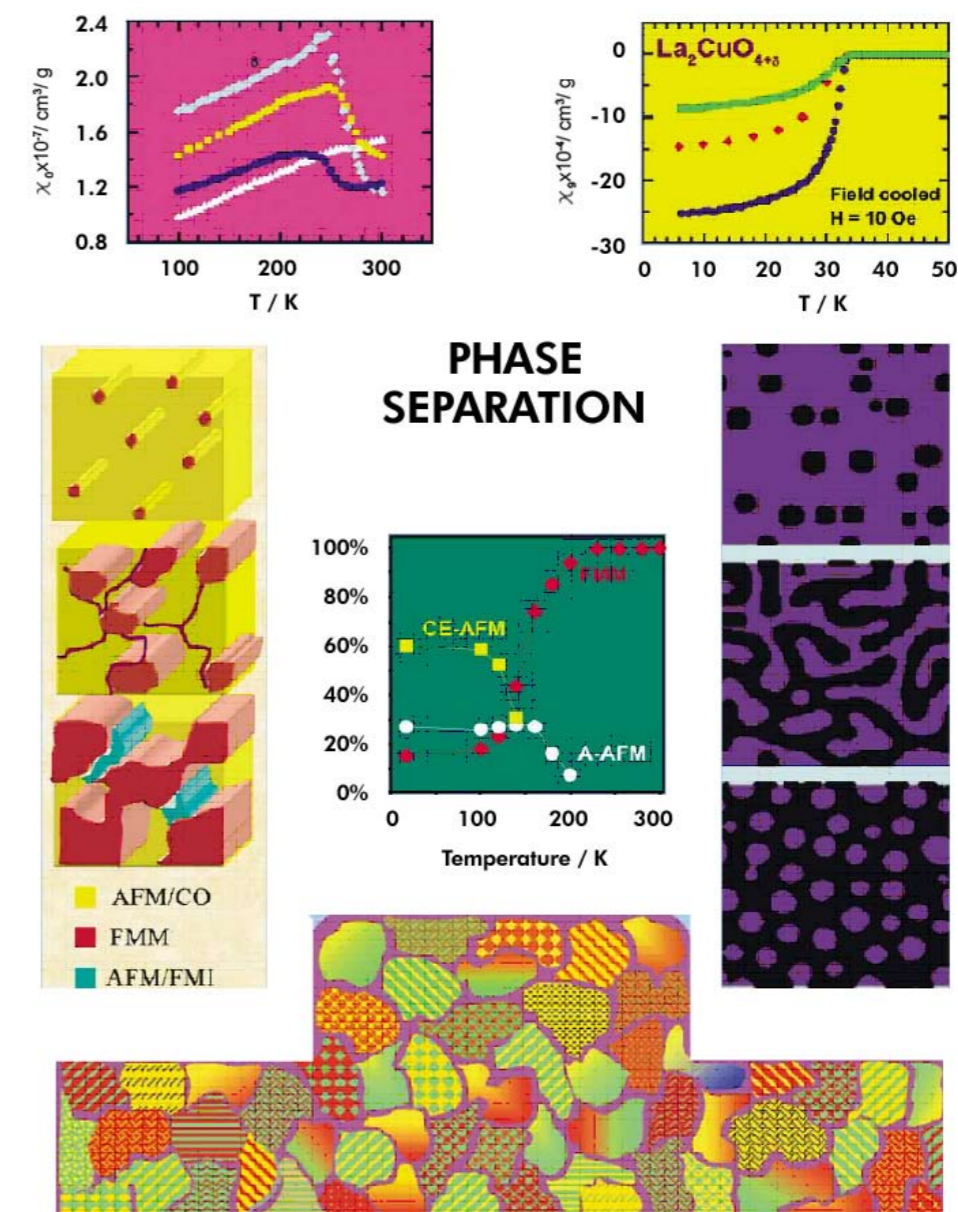 2.4
2.0
1.6
1.2
0.8
χ₀x10⁻⁷/ cm³/ g
δ
100 200 300
T / K
0
-10
-20
-30
χ₉x10⁻⁴/ cm³/ g
La₂CuO₄₊δ
Field cooled
H = 10 Oe
0 10 20 30 40 50
T / K
PHASE
SEPARATION
100%
80%
60%
40%
20%
0%
FMM
CE-AFM
A-AFM
0 100 200 300
Temperature / K
AFM/CO
FMM
AFM/FMI